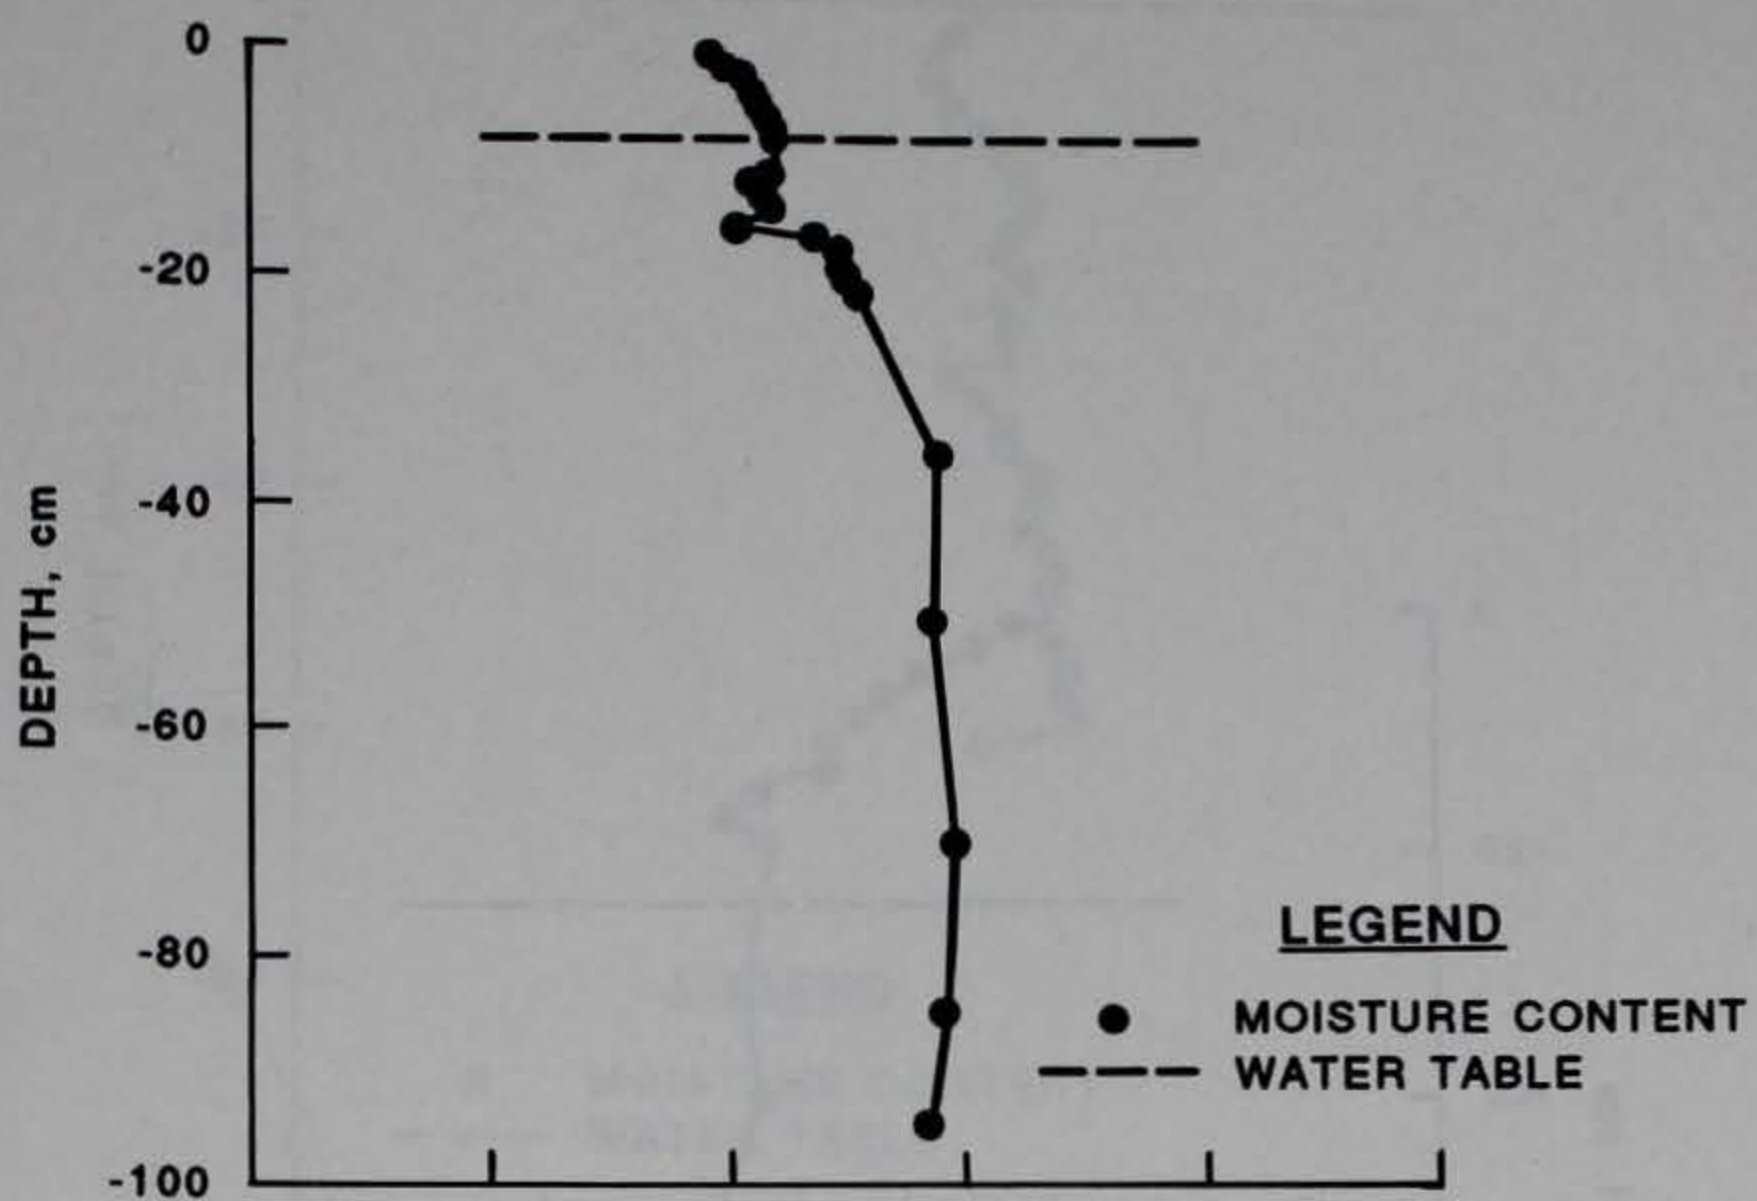 0
-20
-40
-60
-80
-100
DEPTH, cm
LEGEND
MOISTURE CONTENT
WATER TABLE